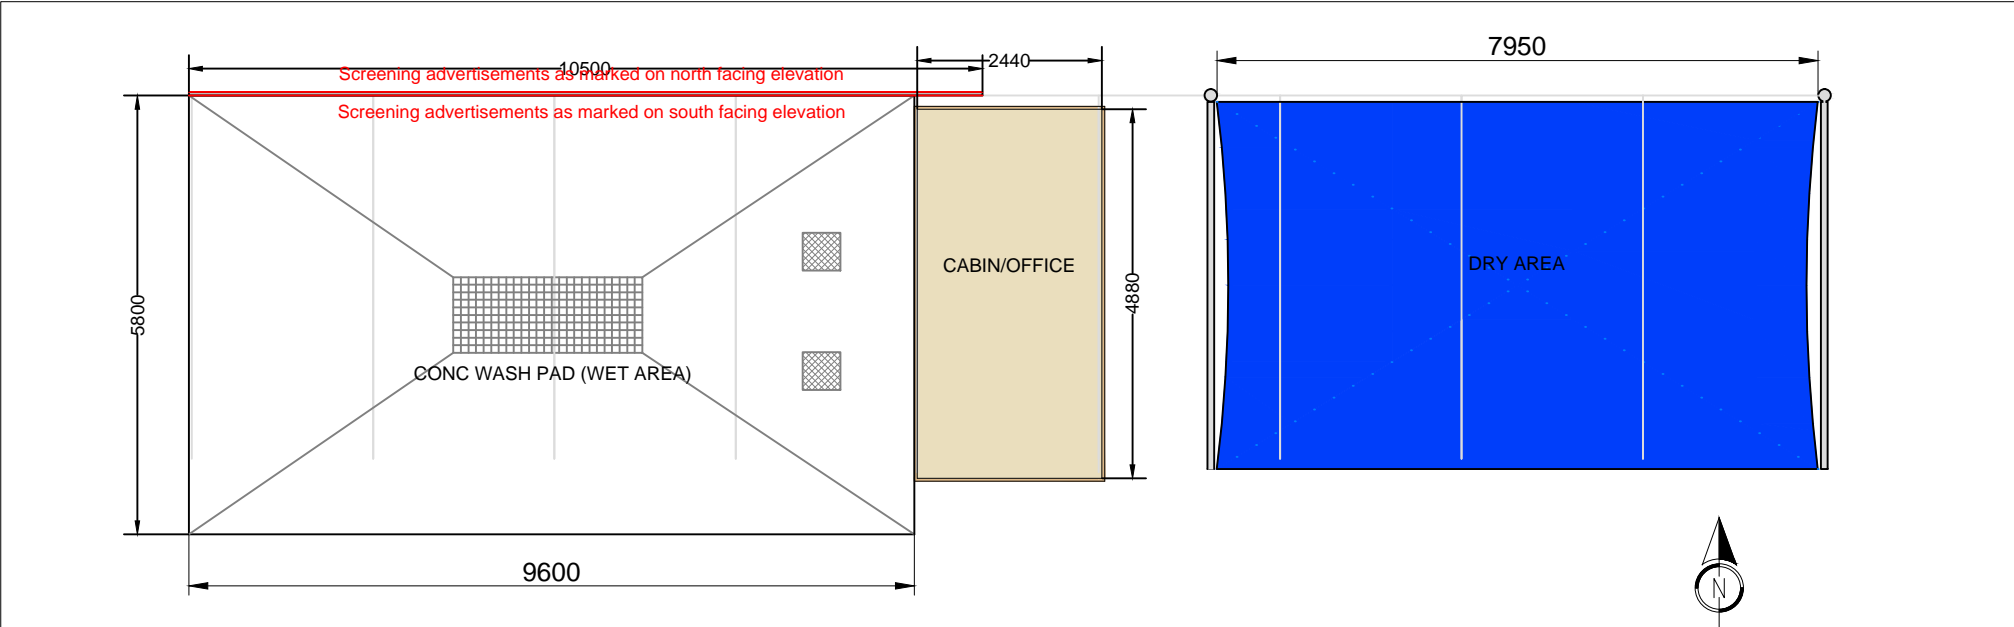 7950
10500
2440
Screening advertisements as marked on north facing elevation
Screening advertisements as marked on south facing elevation
CABIN/OFFICE
DRY AREA
4880
5800
CONC WASH PAD (WET AREA)
9600
N